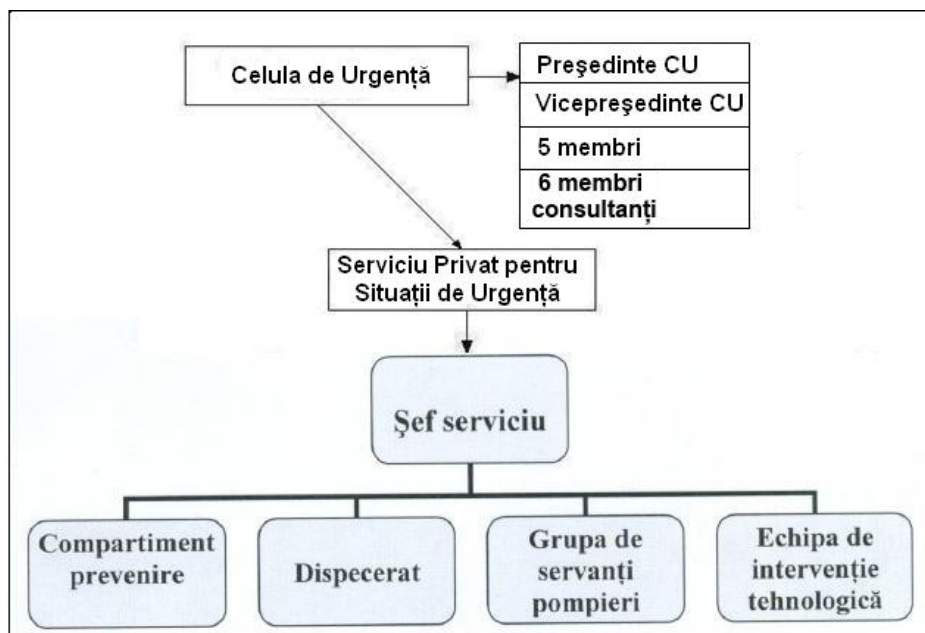 Celula de Urgență
Preşedinte CU
Vicepreşedinte CU
5 membri
6 membri
consultanți
Serviciu Privat pentru
Situații de Urgență
Şef serviciu
Compartiment
prevenire
Dispecerat
Grupa de
servanți
pompieri
Echipa de
intervenție
tehnologică